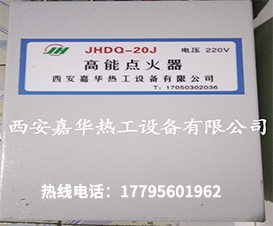 JH JHDQ-20J 电压 220V
高能点火器
西安嘉华热工设备有限公司
T: 17050302036
西安嘉华热工设备有限公司
热线电话：17795601962